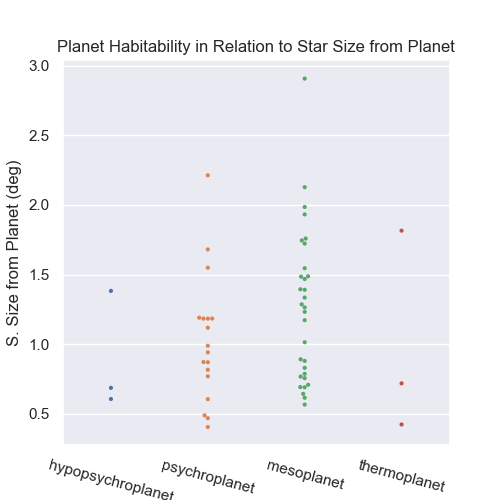 Planet Habitability in Relation to Star Size from Planet
S. Size from Planet (deg)
3.0
2.5
2.0
1.5
1.0
0.5
hypopsychroplanet
psychroplanet
mesoplanet
thermoplanet